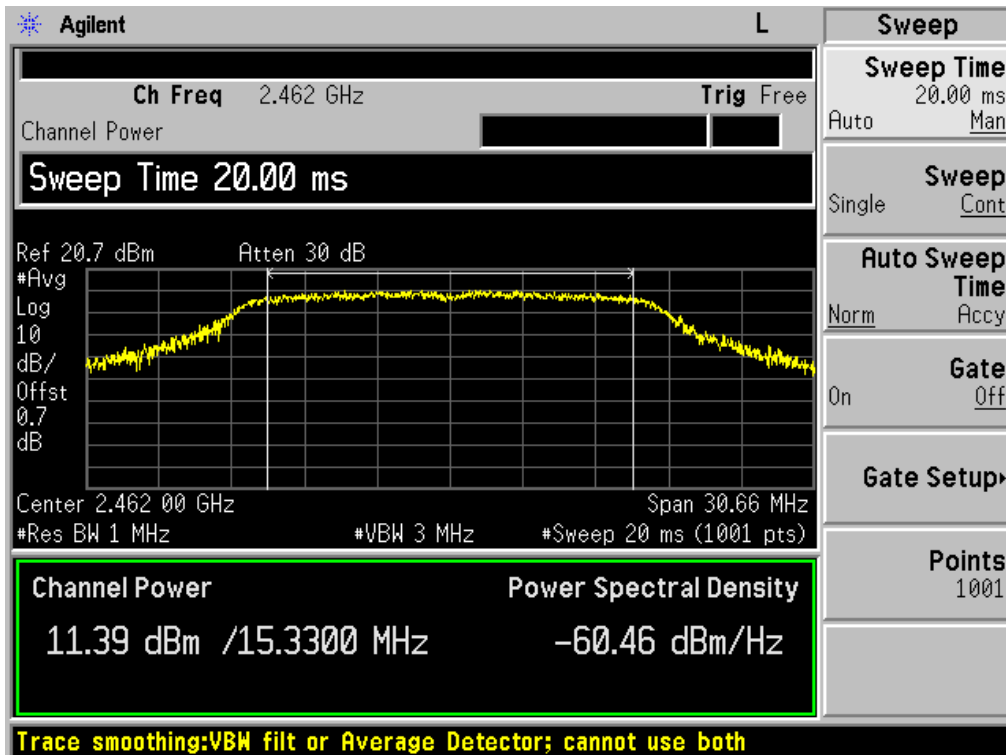 Agilent
L
Ch Freq 2.462 GHz
Trig Free
Channel Power
Sweep Time 20.00 ms
Ref 20.7 dBm
Atten 30 dB
#Avg
Log
10
dB/
Offst
0.7
dB
Center 2.462 00 GHz
Span 30.66 MHz
#Res BW 1 MHz
#VBW 3 MHz
#Sweep 20 ms (1001 pts)
Channel Power
Power Spectral Density
11.39 dBm /15.3300 MHz
-60.46 dBm/Hz
Trace smoothing:VBW filt or Average Detector; cannot use both
Sweep
Sweep Time
20.00 ms
Auto Man
Sweep
Single Cont
Auto Sweep
Time
Norm Accy
Gate
On Off
Gate Setup
Points
1001